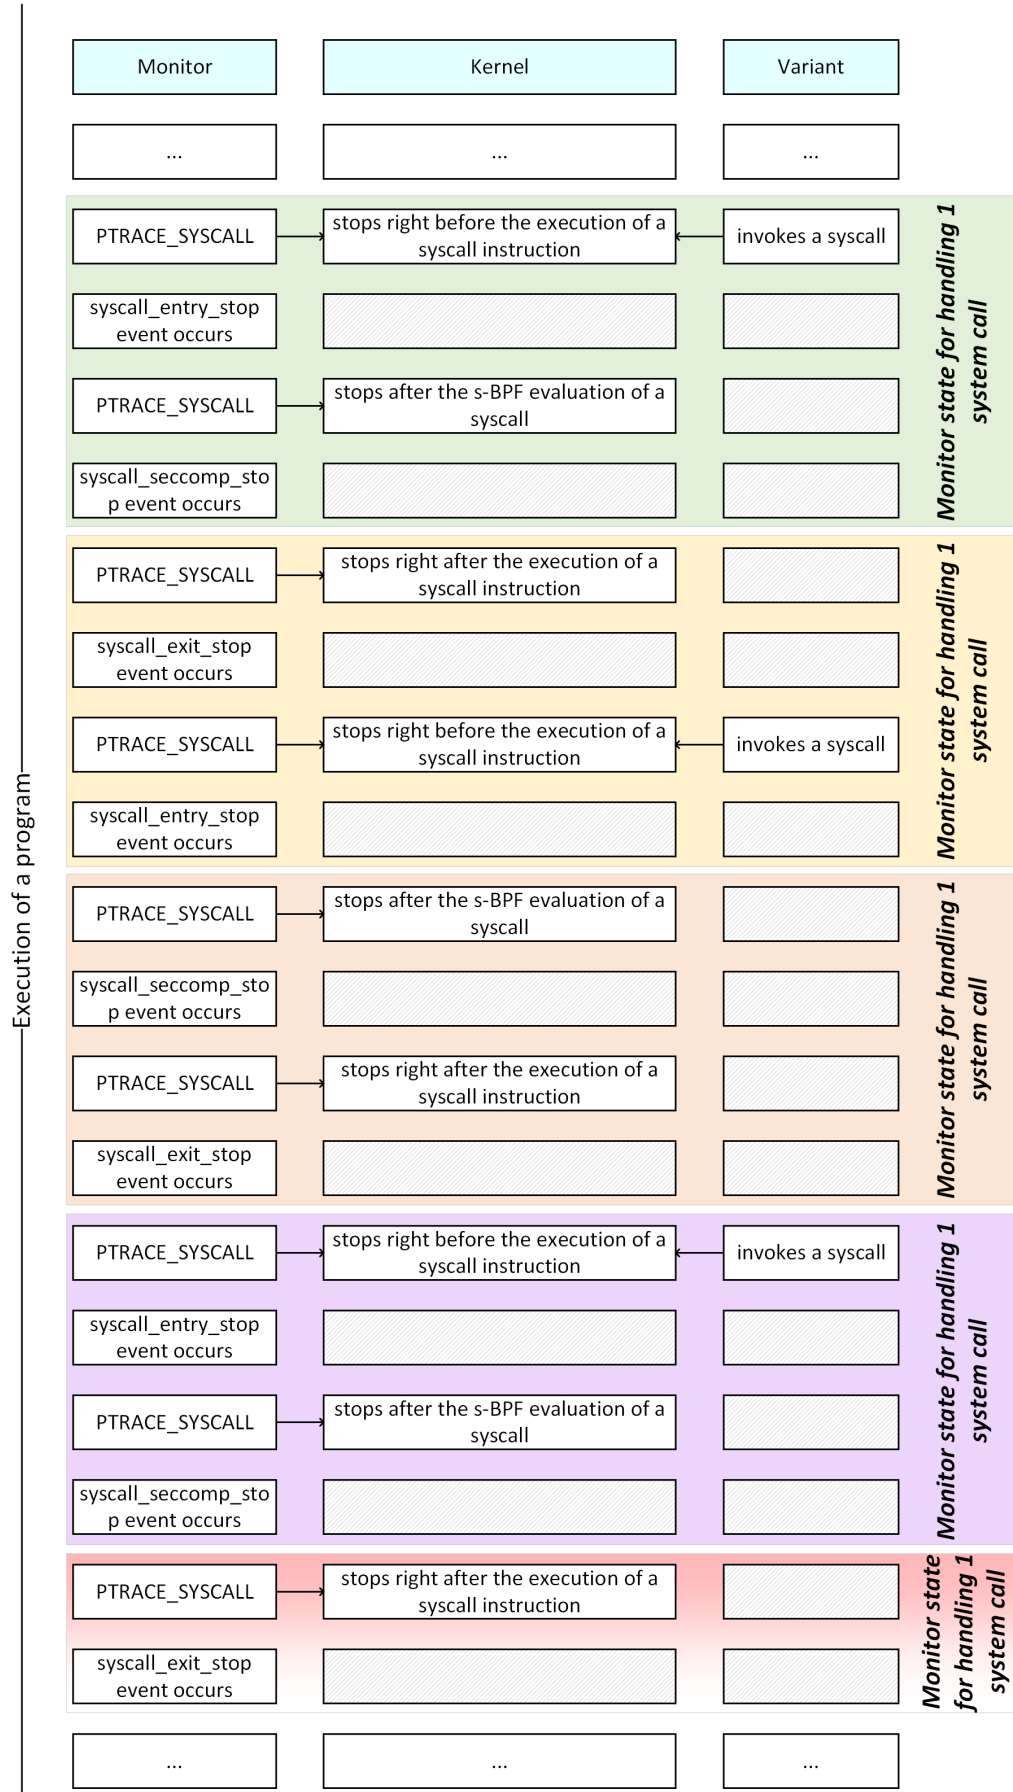 Monitor
Kernel
Variant
...
...
...
PTRACE_SYSCALL
stops right before the execution of a
syscall instruction
invokes a syscall
syscall_entry_stop
event occurs
PTRACE_SYSCALL
stops after the s-BPF evaluation of a
syscall
syscall_seccomp_sto
p event occurs
Monitor state for handling 1
system call
PTRACE_SYSCALL
stops right after the execution of a
syscall instruction
syscall_exit_stop
event occurs
PTRACE_SYSCALL
stops right before the execution of a
syscall instruction
invokes a syscall
syscall_entry_stop
event occurs
Monitor state for handling 1
system call
PTRACE_SYSCALL
stops after the s-BPF evaluation of a
syscall
syscall_seccomp_sto
p event occurs
PTRACE_SYSCALL
stops right after the execution of a
syscall instruction
syscall_exit_stop
event occurs
Monitor state for handling 1
system call
PTRACE_SYSCALL
stops right before the execution of a
syscall instruction
invokes a syscall
syscall_entry_stop
event occurs
PTRACE_SYSCALL
stops after the s-BPF evaluation of a
syscall
syscall_seccomp_sto
p event occurs
Monitor state for handling 1
system call
PTRACE_SYSCALL
stops right after the execution of a
syscall instruction
syscall_exit_stop
event occurs
Monitor state
for handling 1
system call
...
...
...
Execution of a program